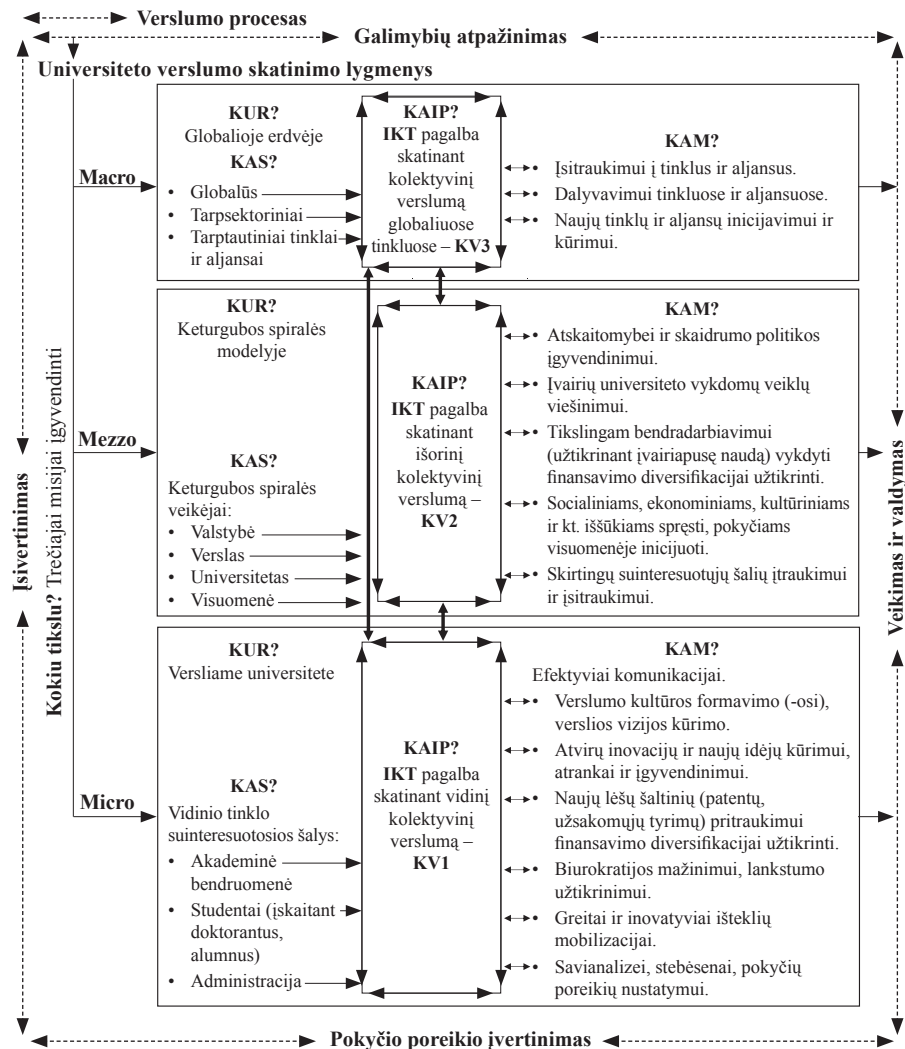 Verslumo procesas
Galimybių atpažinimas
Universiteto verslumo skatinimo lygmenys
Įsivertinimas
Kokiu tikslu? Trečiajai misijai įgyvendinti
Macro
KUR?
Globalioje erdvėje
KAS?
• Globalūs
• Tarpsektoriniai
• Tarptautiniai tinklai
ir aljansai
KAIP?
IKT pagalba
skatinant
kolektyvinį
verslumą
globaliuose
tinkluose – KV3
KAM?
• Įsitraukimui į tinklus ir aljansus.
• Dalyvavimui tinkluose ir aljansuose.
• Naujų tinklų ir aljansų inicijavimui ir
kūrimui.
Mezzo
KUR?
Keturgubos spiralės
modelyje
KAS?
Keturgubos spiralės
veikėjai:
• Valstybė
• Verslas
• Universitetas
• Visuomenė
KAIP?
IKT pagalba
skatinant
išorinį
kolektyvinį
verslumą –
KV2
KAM?
• Atskaitomybei ir skaidrumo politikos
įgyvendinimui.
• Įvairių universiteto vykdomų veiklų
viešinimui.
• Tikslingam bendradarbiavimui
(užtikrinant įvairiapusę naudą) vykdyti
finansavimo diversifikacijai užtikrinti.
• Socialiniams, ekonominiams, kultūriniams
ir kt. iššūkiams spręsti, pokyčiams
visuomenėje inicijuoti.
• Skirtingų suinteresuotųjų šalių įtraukimui
ir įsitraukimui.
Micro
KUR?
Versliame universitete
KAS?
Vidinio tinklo
suinteresuotosios šalys:
• Akademinė
bendruomenė
• Studentai (įskaitant
doktorantus,
alumnus)
• Administracija
KAIP?
IKT pagalba
skatinant vidinį
kolektyvinį
verslumą –
KV1
KAM?
Efektyviai komunikacijai.
• Verslumo kultūros formavimo (-osi),
verslios vizijos kūrimo.
• Atvirų inovacijų ir naujų idėjų kūrimui,
atrankai ir įgyvendinimui.
• Naujų lėšų šaltinių (patentų,
užsakomųjų tyrimų) pritraukimui
finansavimo diversifikacijai užtikrinti.
• Biurokratijos mažinimui, lankstumo
užtikrinimui.
• Greitai ir inovatyviai išteklių
mobilizacijai.
• Savianalizei, stebėsenai, pokyčių
poreikių nustatymui.
Veikimas ir valdymas
Pokyčio poreikio įvertinimas